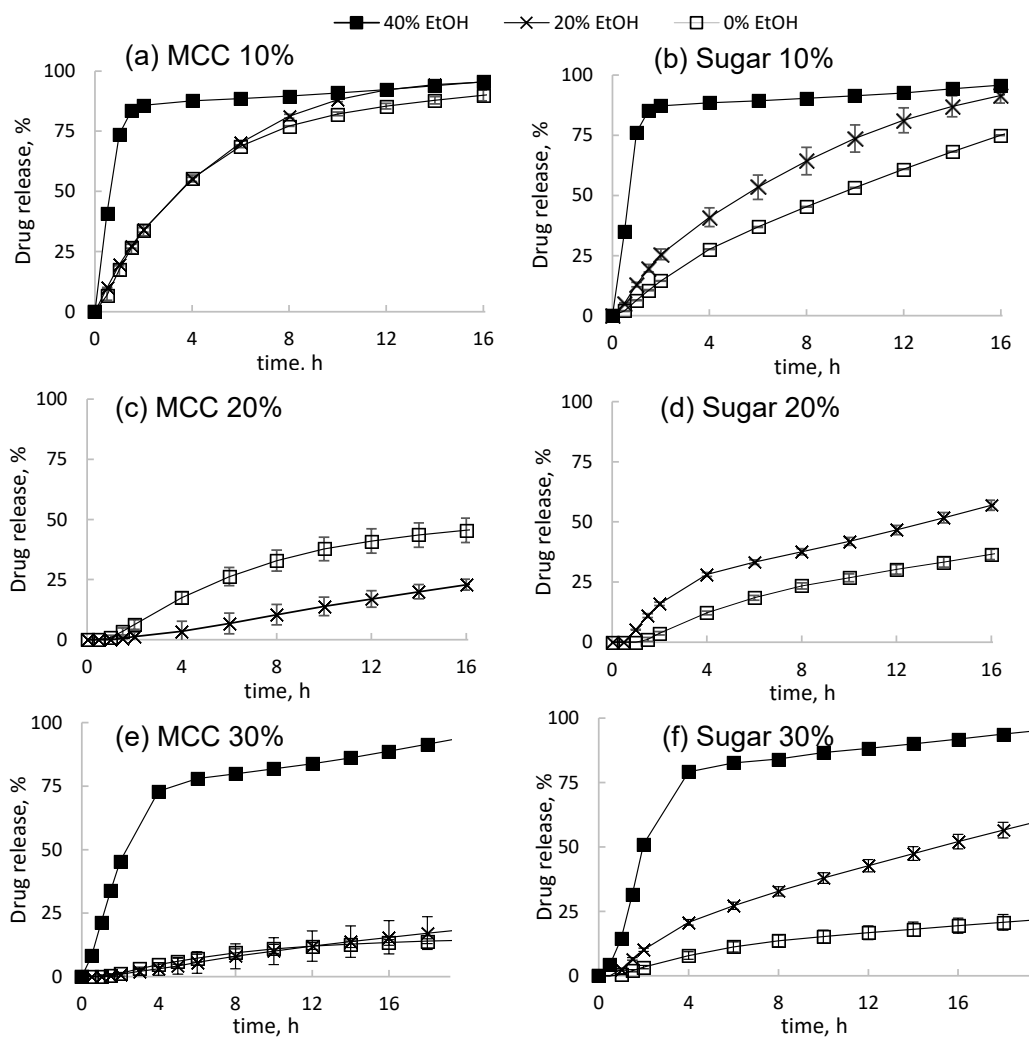 40% EtOH 20% EtOH 0% EtOH
(a) MCC 10%
Drug release, %
100
75
50
25
0
0 4 8 12 16
time. h
(b) Sugar 10%
Drug release, %
100
75
50
25
0
0 4 8 12 16
time, h
(c) MCC 20%
Drug release, %
100
75
50
25
0
0 4 8 12 16
time, h
(d) Sugar 20%
Drug release, %
100
75
50
25
0
0 4 8 12 16
time, h
(e) MCC 30%
Drug release, %
100
75
50
25
0
0 4 8 12 16
time, h
(f) Sugar 30%
Drug release, %
100
75
50
25
0
0 4 8 12 16
time, h